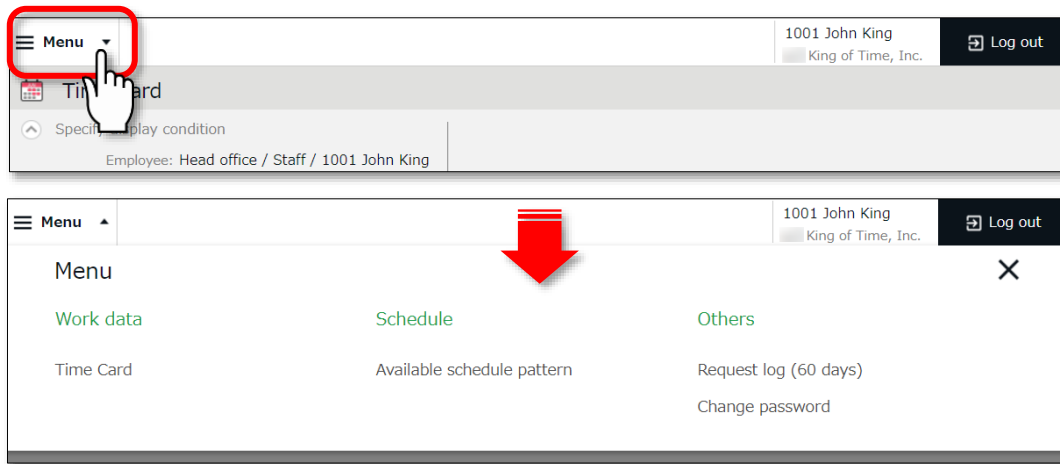 Menu
1001 John King
King of Time, Inc.
Log out
Time Card
Specify display condition
Employee: Head office / Staff / 1001 John King
Menu
1001 John King
King of Time, Inc.
Log out
Menu
Work data
Schedule
Others
Time Card
Available schedule pattern
Request log (60 days)
Change password